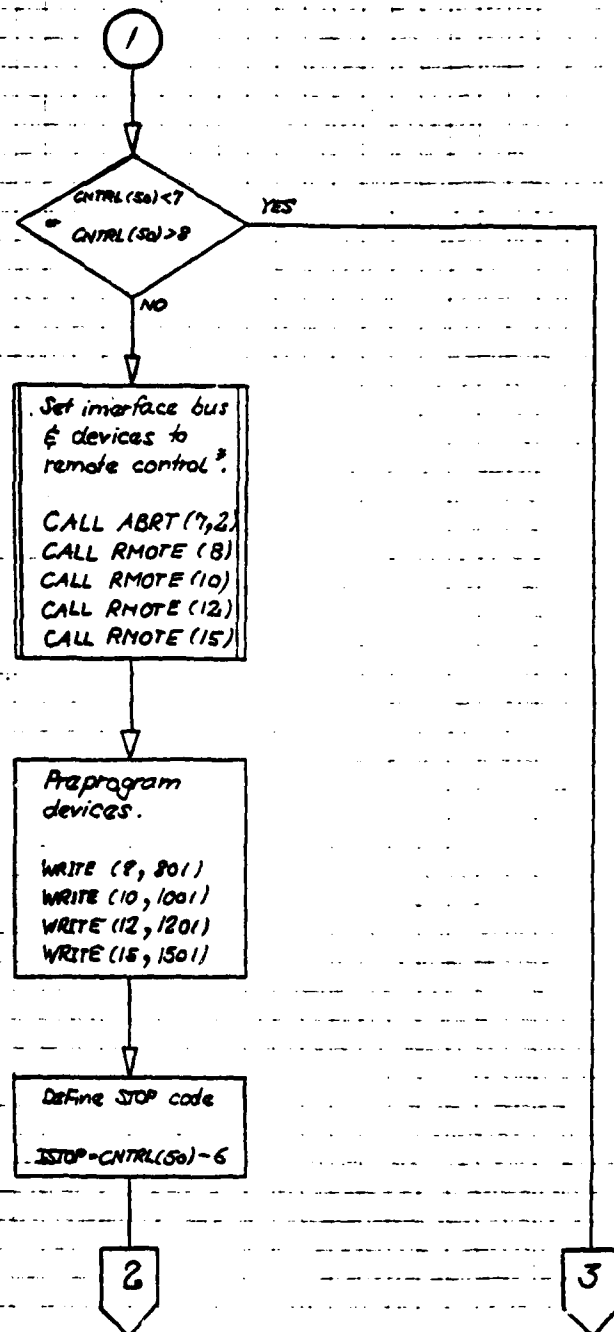 1
CNTRL(50)<7
or
CNTRL(50)>8
YES
NO
Set interface bus
& devices to
remote control*.
CALL ABRT(7,2)
CALL RMOTE(8)
CALL RMOTE(10)
CALL RMOTE(12)
CALL RMOTE(15)
Preprogram
devices.
WRITE (8,801)
WRITE (10,1001)
WRITE (12,1201)
WRITE (15,1501)
Define STOP code
ISTOP=CNTRL(50)-6
2
3